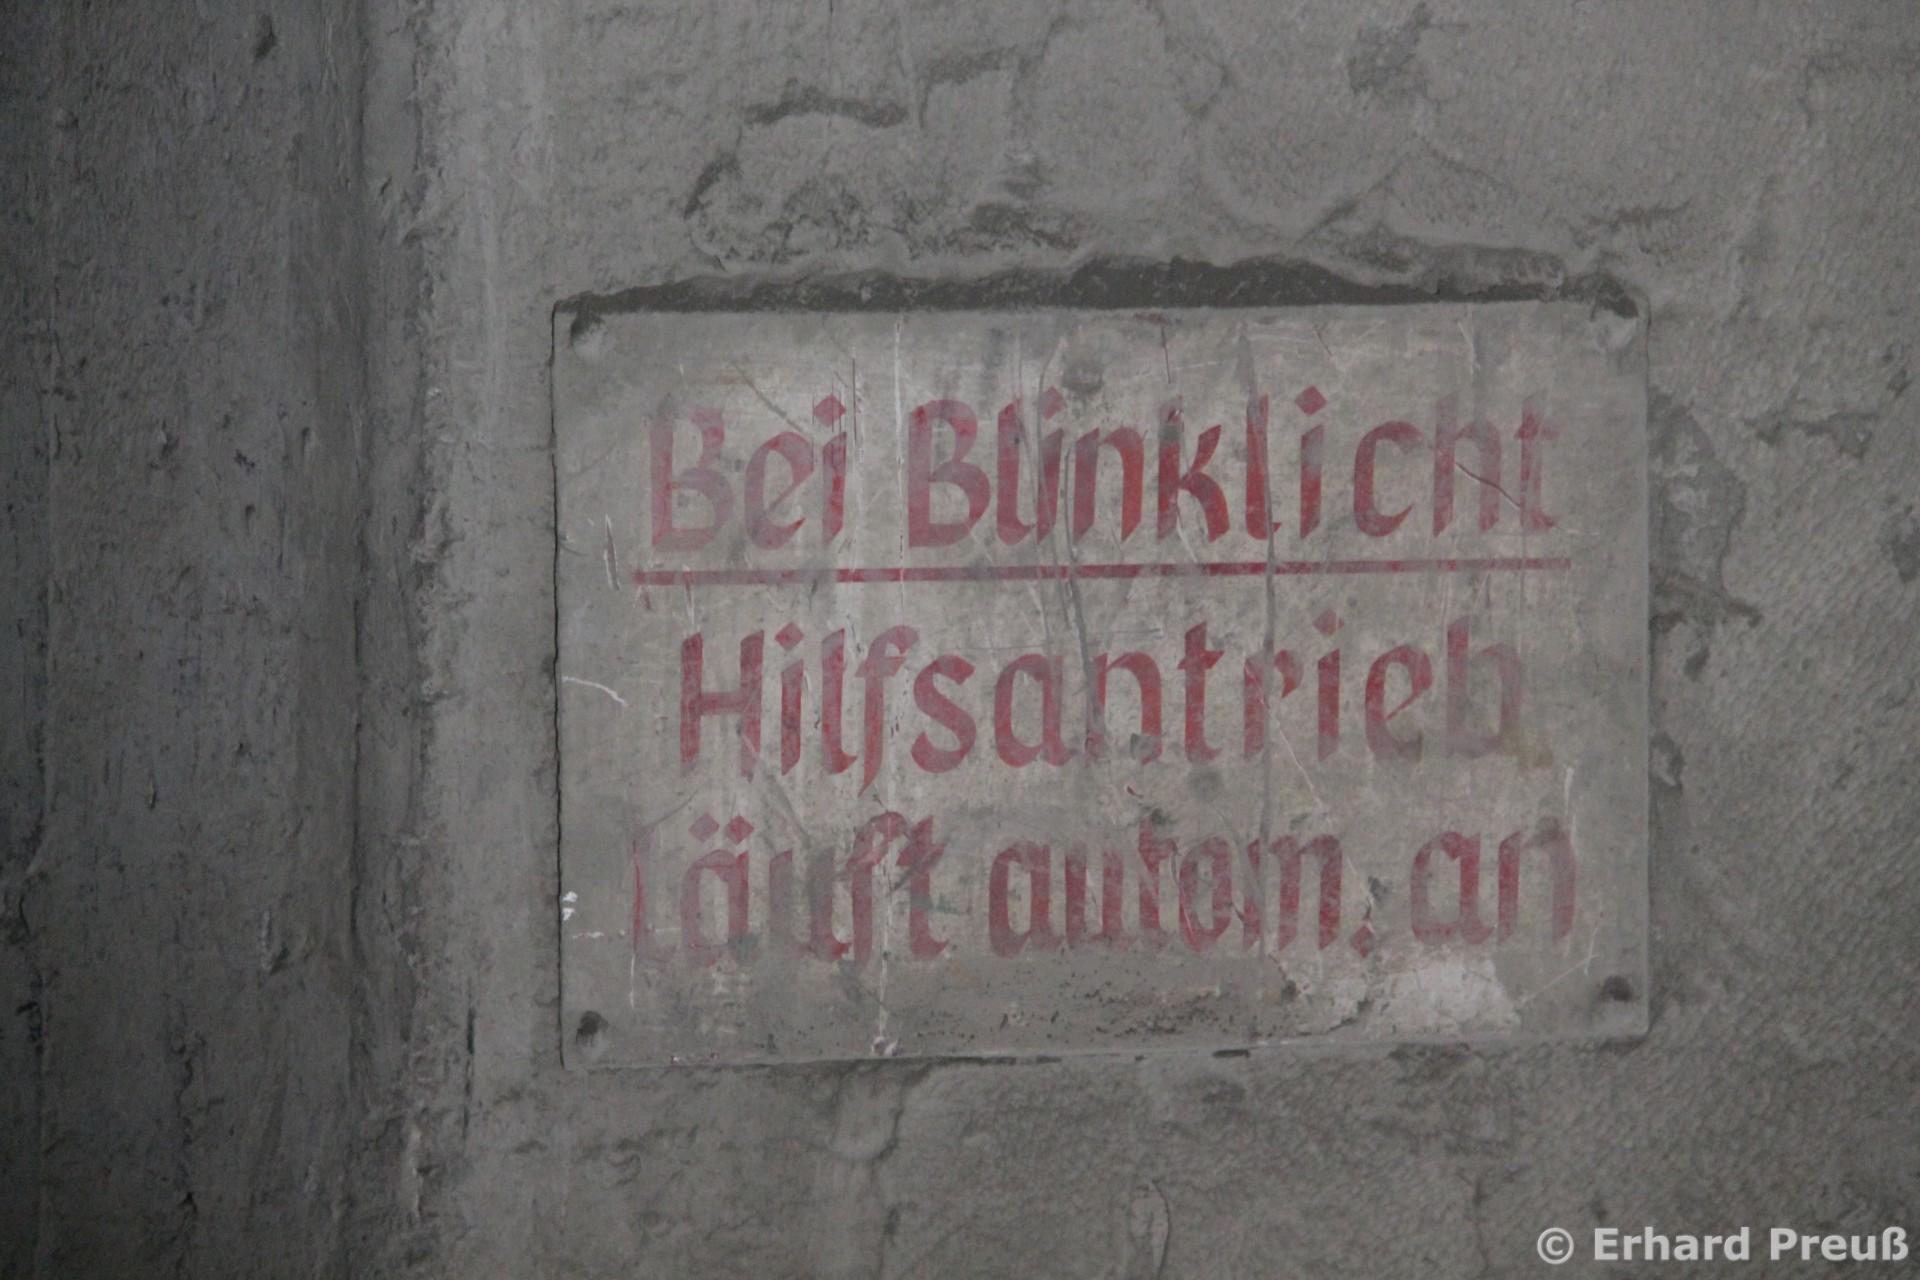 Bei Blinklicht
Hilfsantrieb
läuft autom. an
© Erhard Preuß